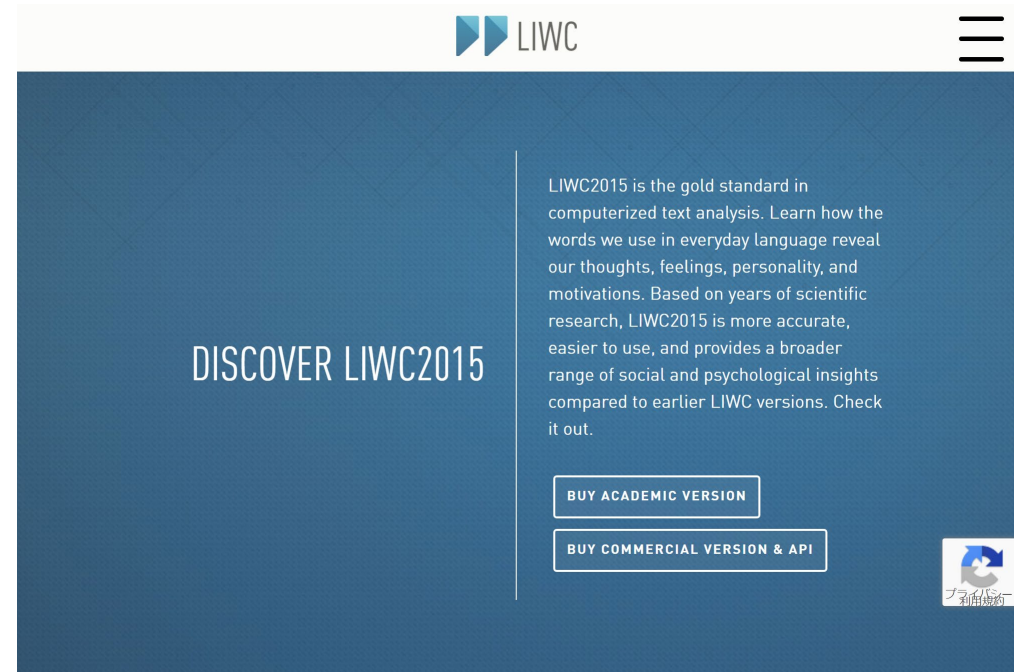 LIWC
LIWC2015 is the gold standard in
computerized text analysis. Learn how the
words we use in everyday language reveal
our thoughts, feelings, personality, and
motivations. Based on years of scientific
research, LIWC2015 is more accurate,
easier to use, and provides a broader
range of social and psychological insights
compared to earlier LIWC versions. Check
it out.
DISCOVER LIWC2015
BUY ACADEMIC VERSION
BUY COMMERCIAL VERSION & API
プライバシー
利用規約